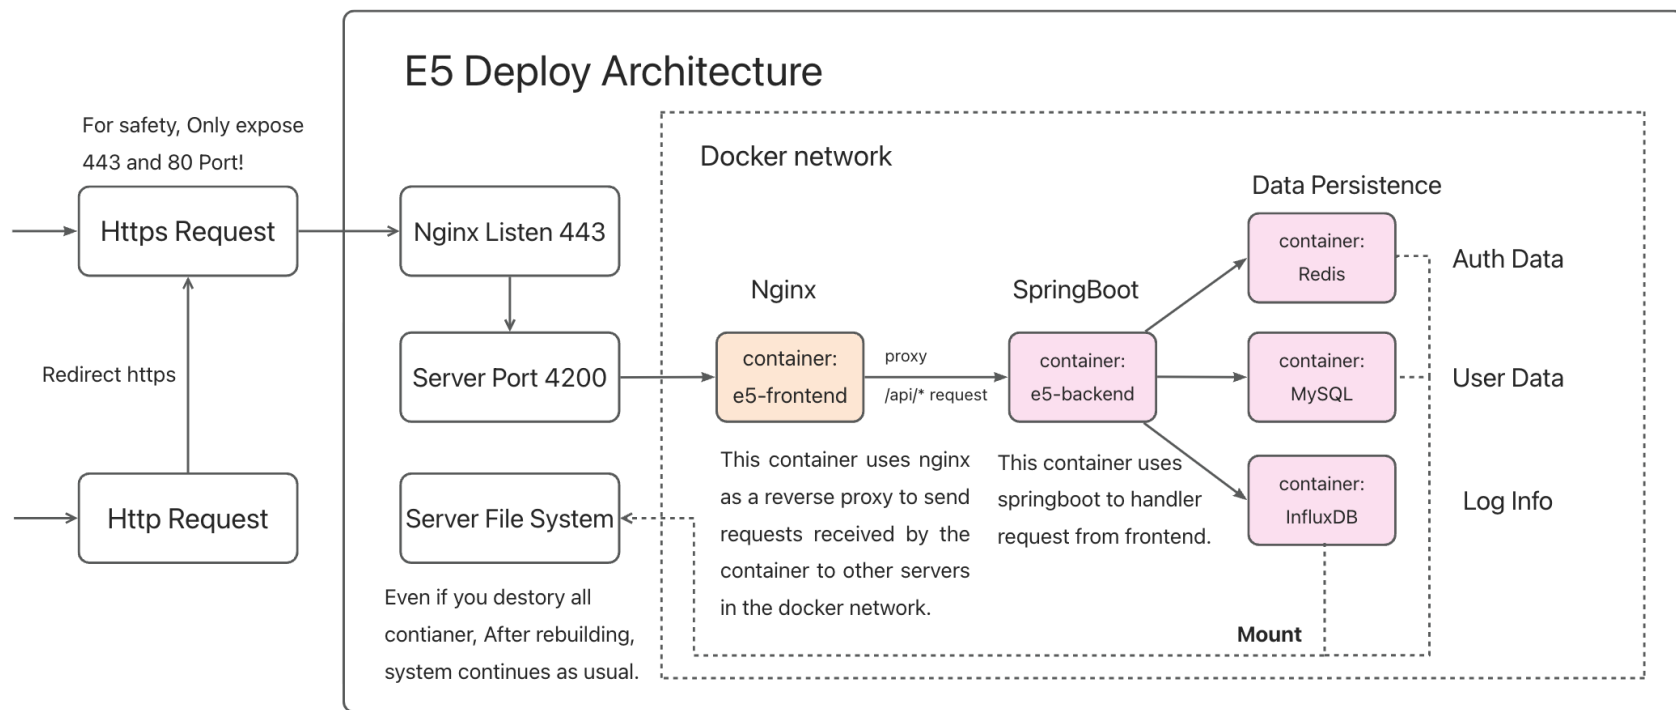 E5 Deploy Architecture
For safety, Only expose
443 and 80 Port!
Https Request
Redirect https
Http Request
Nginx Listen 443
Server Port 4200
Server File System
Even if you destory all
contianer, After rebuilding,
system continues as usual.
Docker network
Nginx
container:
e5-frontend
This container uses nginx
as a reverse proxy to send
requests received by the
container to other servers
in the docker network.
proxy
/api/* request
SpringBoot
container:
e5-backend
This container uses
springboot to handler
request from frontend.
Data Persistence
container:
Redis
Auth Data
container:
MySQL
User Data
container:
InfluxDB
Log Info
Mount